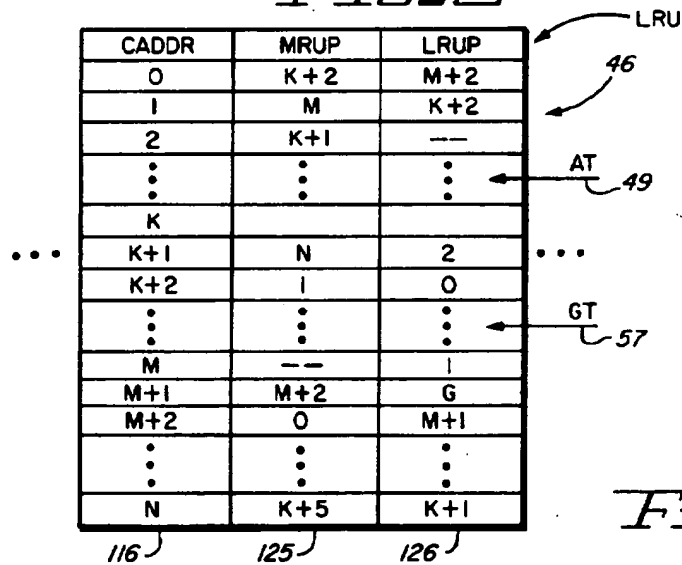 LRU
CADDR MRUP LRUP
0 K+2 M+2
46
1 M K+2
2 K+1 --
AT
49
K
K+1 N 2
K+2 1 0
GT
57
M -- 1
M+1 M+2 G
M+2 0 M+1
N K+5 K+1
116 125 126